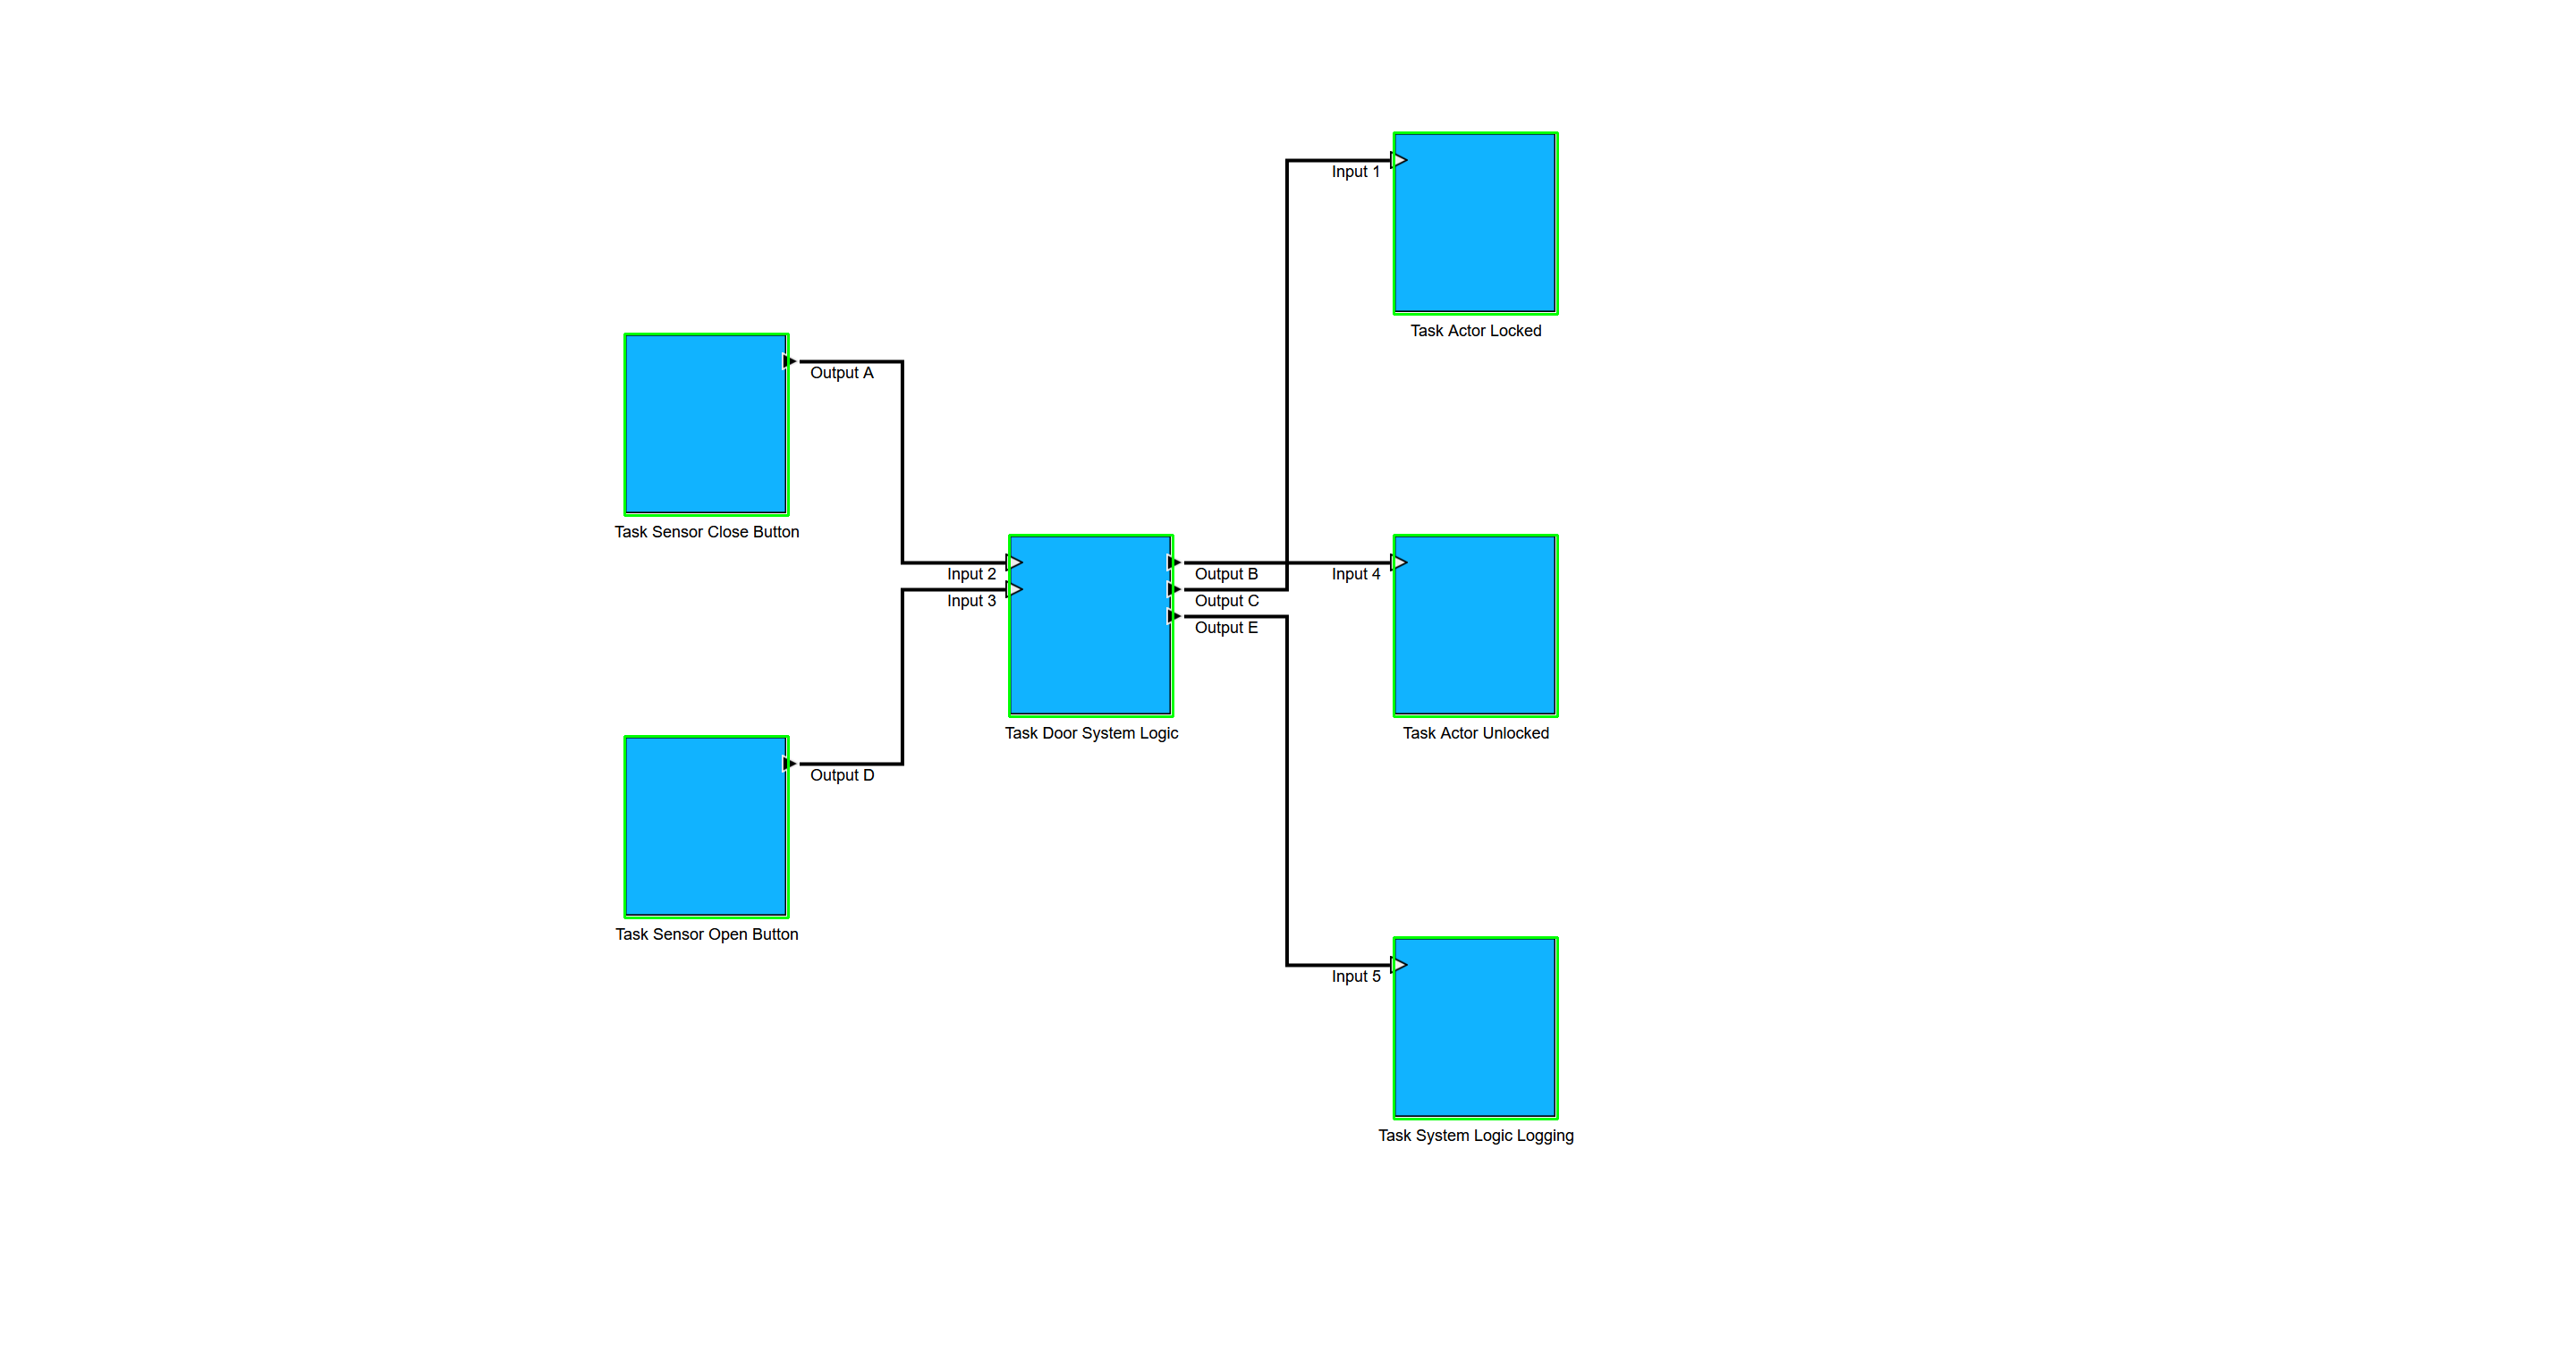 Input 1
Task Actor Locked
Output A
Task Sensor Close Button
Input 2
Input 3
Output B
Output C
Output E
Input 4
Task Door System Logic
Task Actor Unlocked
Output D
Task Sensor Open Button
Input 5
Task System Logic Logging